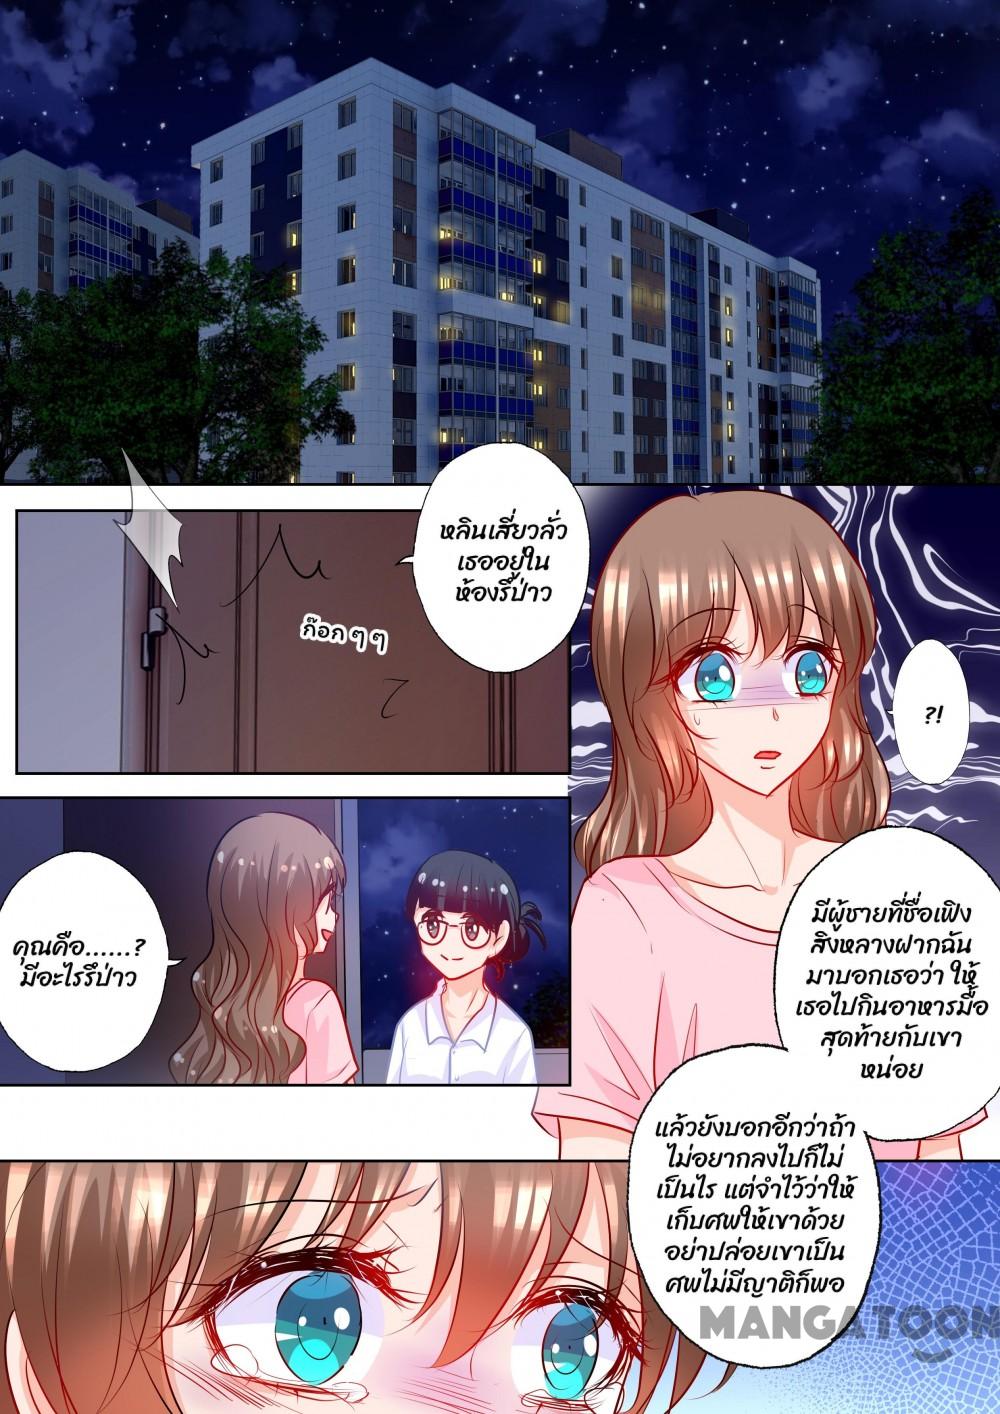 หลินเสี่ยวลั่ว
เธออยู่ใน
ห้องรึป่าว
ก๊อก ๆ ๆ
?!
คุณคือ......?
มีอะไรรึป่าว
มีผู้ชายที่ชื่อเฟิง
สิงหลางฝากฉัน
มาบอกเธอว่า ให้
เธอไปกินอาหารมื้อ
สุดท้ายกับเขา
หน่อย
แล้วยังบอกอีกว่าถ้า
ไม่อยากลงไปก็ไม่
เป็นไร แต่จำไว้ว่าให้
เก็บศพให้เขาด้วย
อย่าปล่อยเขาเป็น
ศพไม่มีญาติก็พอ
MANGATOON